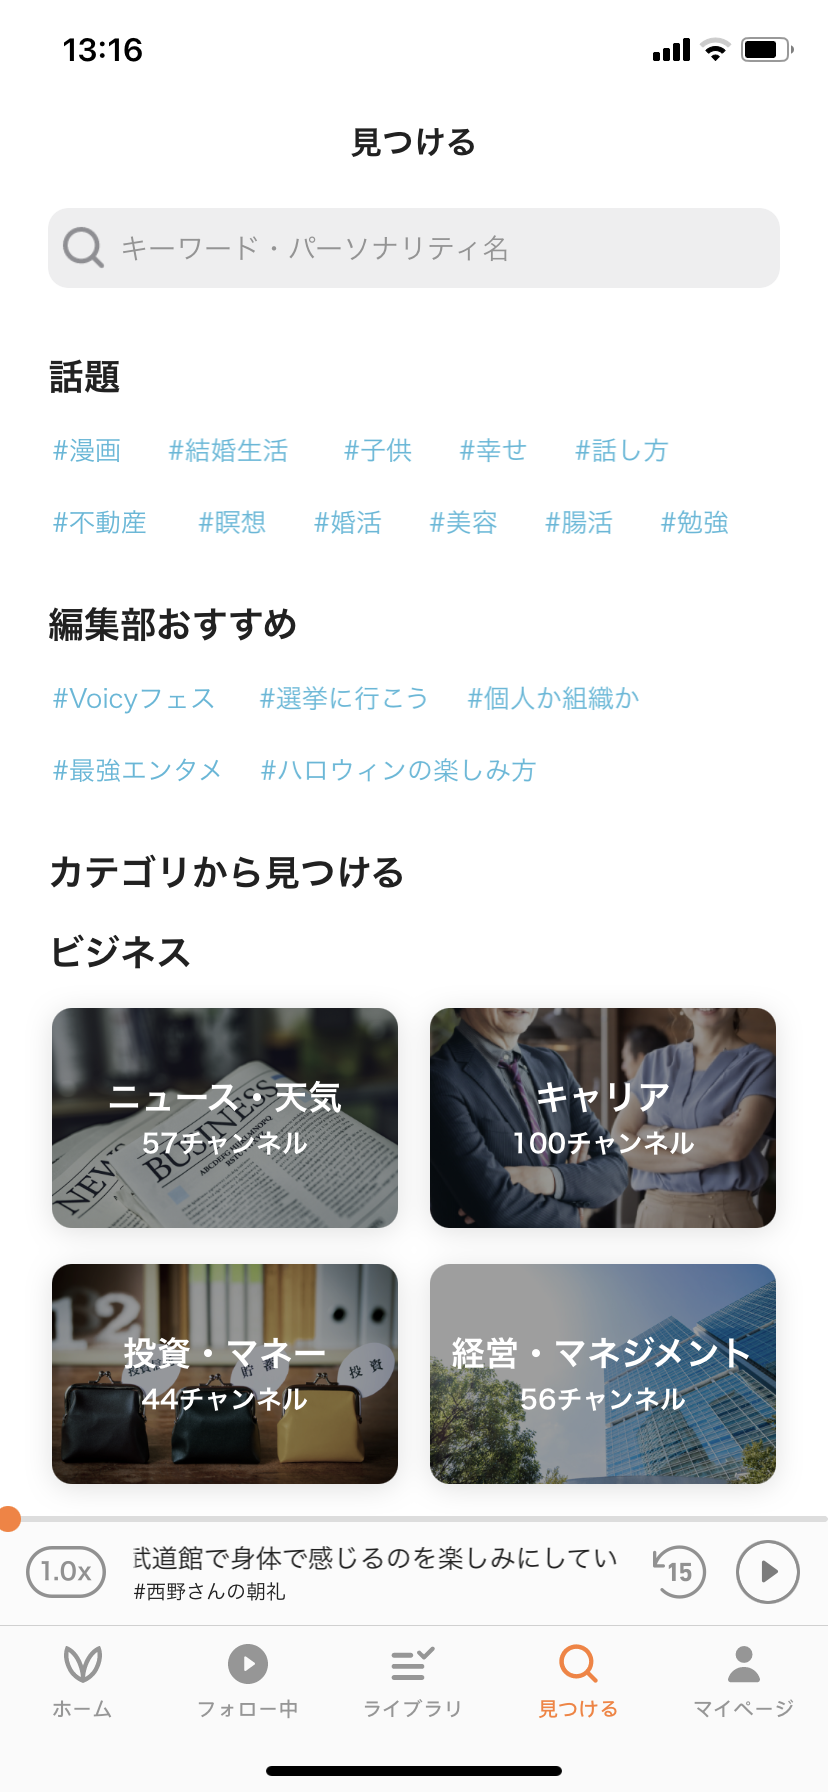 13:16
見つける
キーワード・パーソナリティ名
話題
#漫画 #結婚生活 #子供 #幸せ #話し方
#不動産 #瞑想 #婚活 #美容 #腸活 #勉強
編集部おすすめ
#Voicyフェス #選挙に行こう #個人か組織か
#最強エンタメ #ハロウィンの楽しみ方
カテゴリから見つける
ビジネス
ニュース・天気
57チャンネル
NEWS
BUSINESS
ABCDEFG HIJKLMNOPQ
キャリア
100チャンネル
12
投資・マネー
44チャンネル
貯蓄
投資
経営・マネジメント
56チャンネル
1.0x
武道館で身体で感じるのを楽しみにしてい
#西野さんの朝礼
15
ホーム フォロー中 ライブラリ 見つける マイページ